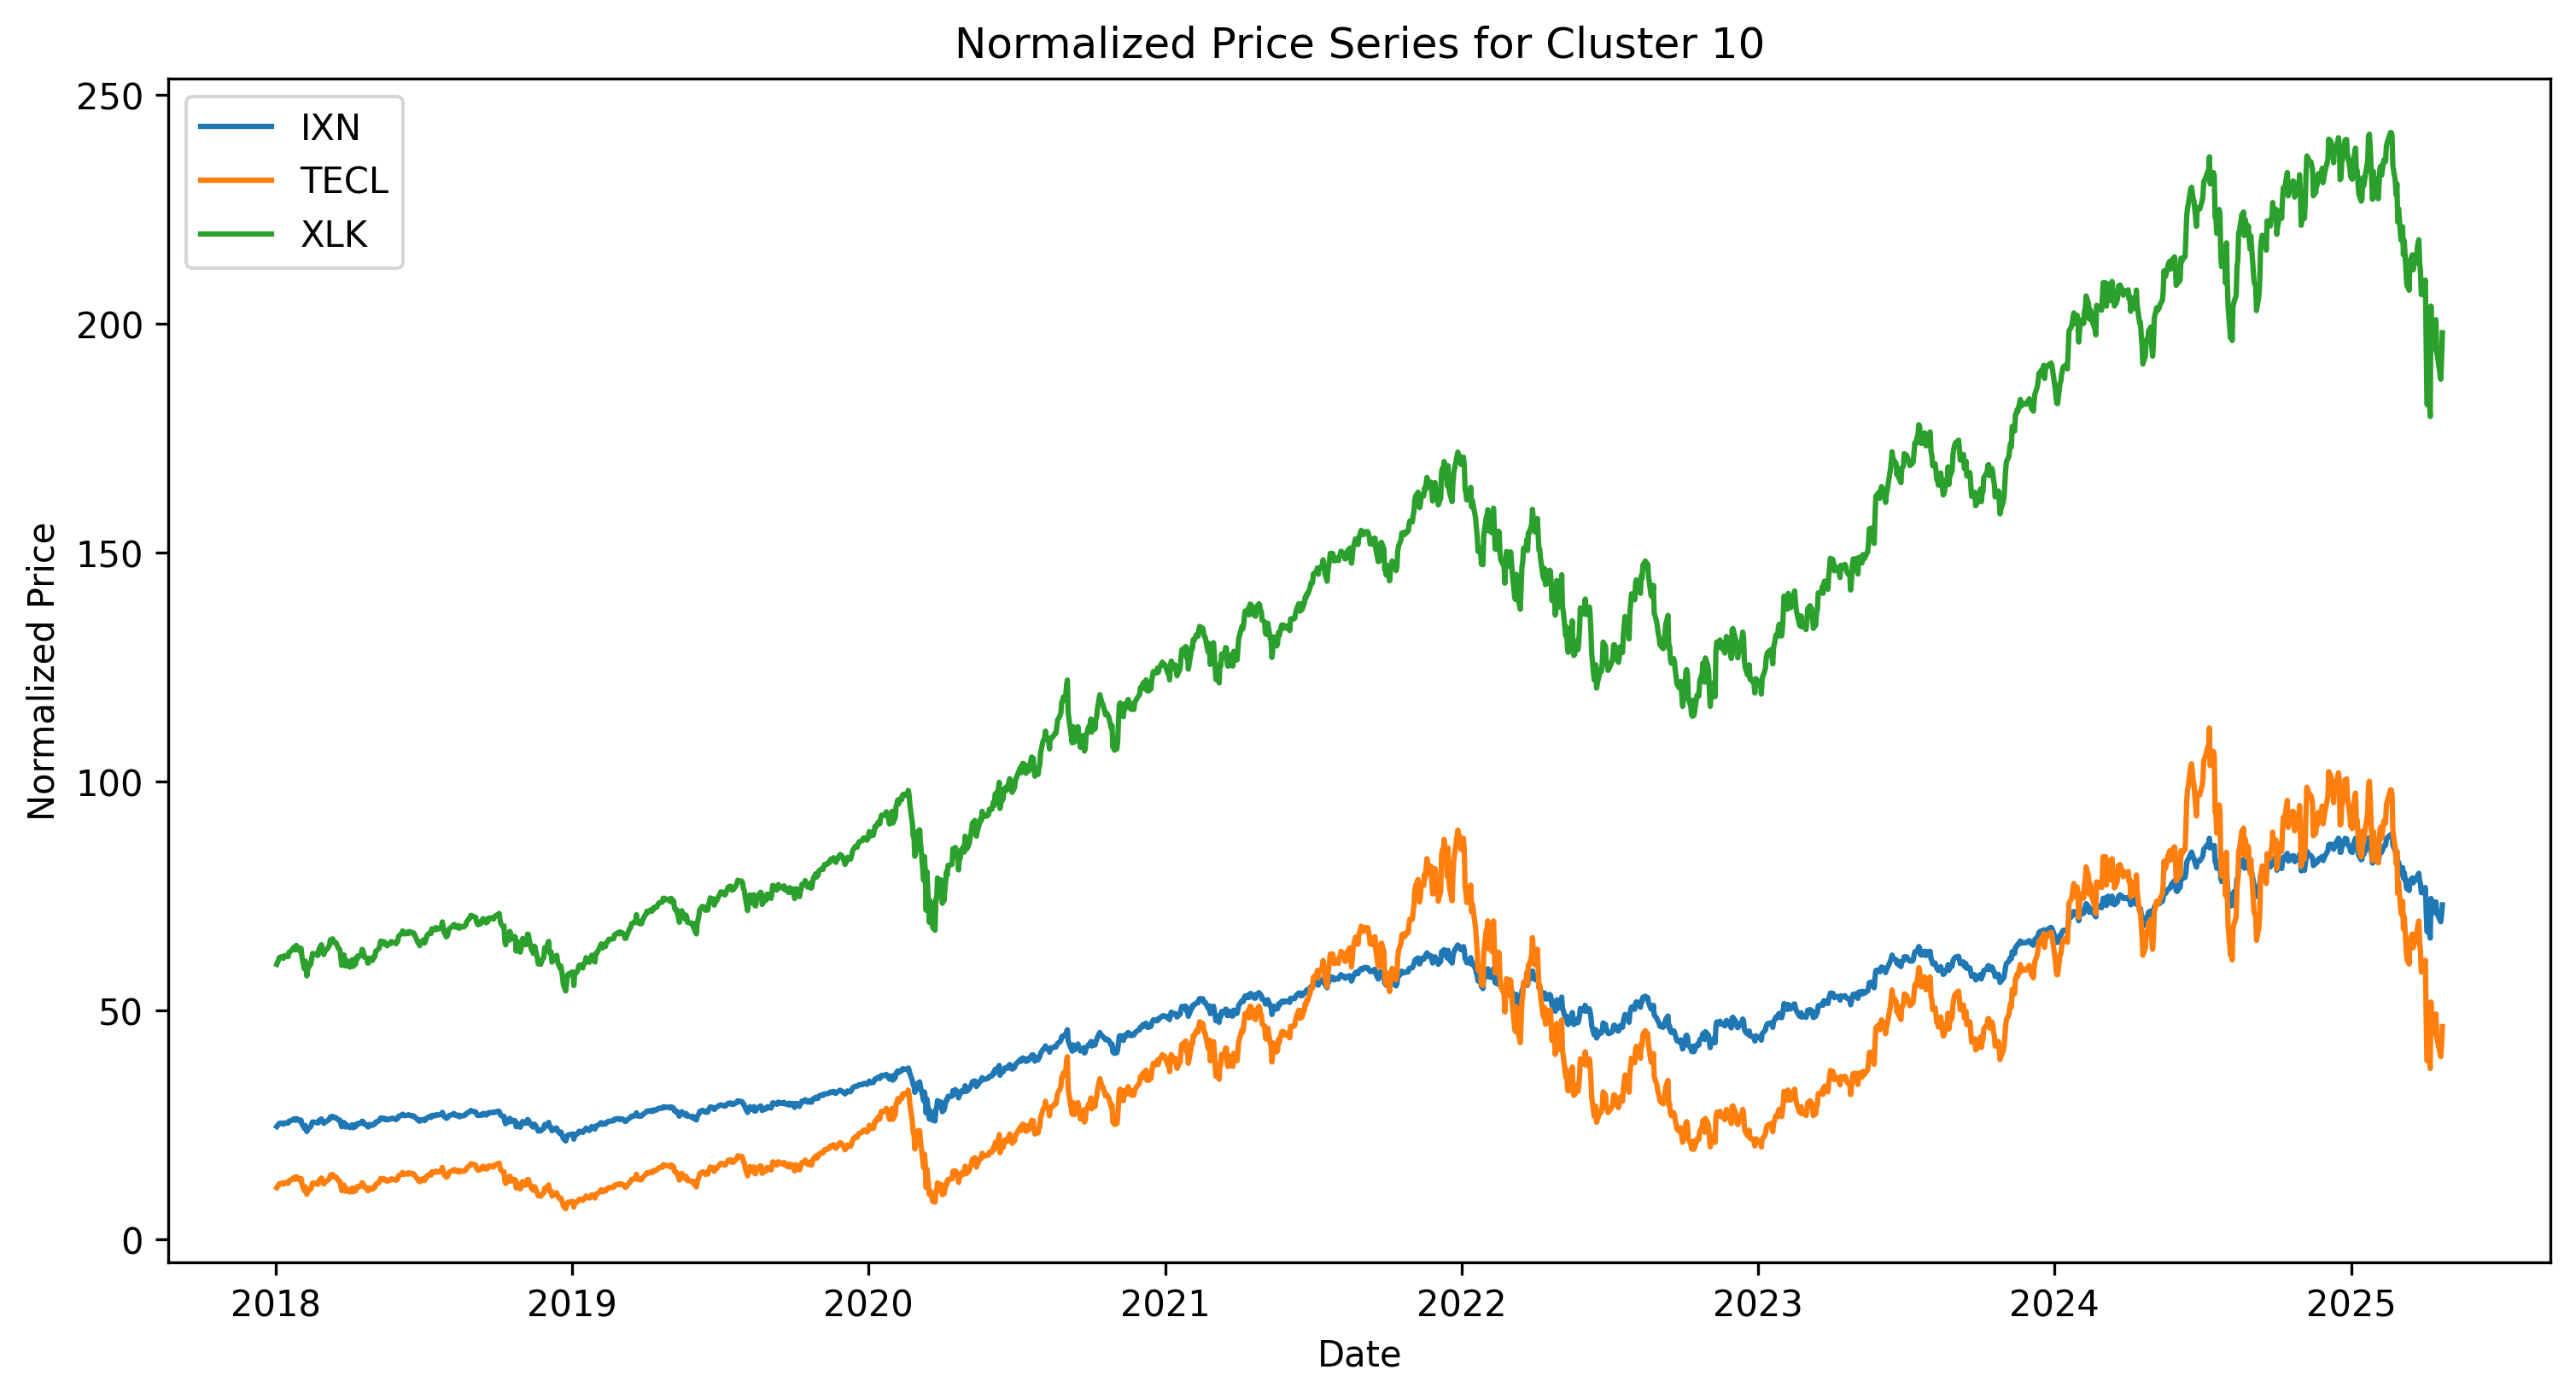 Normalized Price Series for Cluster 10
250
200
150
100
50
0
Normalized Price
IXN
TECL
XLK
2018 2019 2020 2021 2022 2023 2024 2025
Date